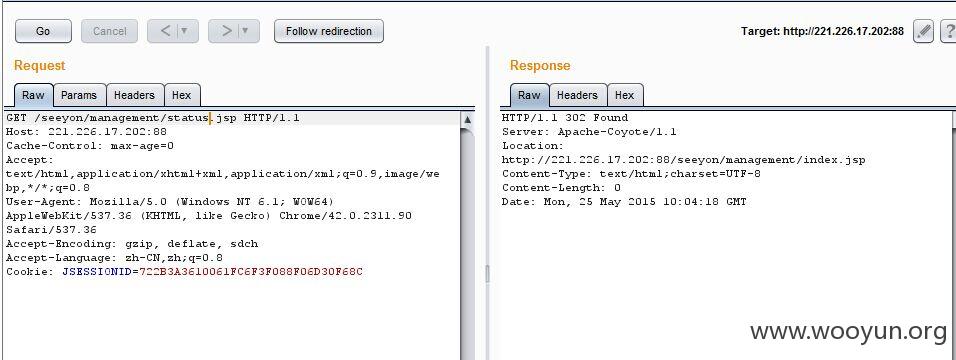 Go
Cancel
<
>
Follow redirection
Target: http://221.226.17.202:88
?
Request
Response
Raw
Params
Headers
Hex
Raw
Headers
Hex
GET /seeyon/management/status.jsp HTTP/1.1
Host: 221.226.17.202:88
Cache-Control: max-age=0
Accept:
text/html,application/xhtml+xml,application/xml;q=0.9,image/we
bp,*/*;q=0.8
User-Agent: Mozilla/5.0 (Windows NT 6.1; WOW64)
AppleWebKit/537.36 (KHTML, like Gecko) Chrome/42.0.2311.90
Safari/537.36
Accept-Encoding: gzip, deflate, sdch
Accept-Language: zh-CN,zh;q=0.8
Cookie: JSESSIONID=722B3A3610061FC6F3F088F06D30F68C
HTTP/1.1 302 Found
Server: Apache-Coyote/1.1
Location:
http://221.226.17.202:88/seeyon/management/index.jsp
Content-Type: text/html;charset=UTF-8
Content-Length: 0
Date: Mon, 25 May 2015 10:04:18 GMT
www.wooyun.org